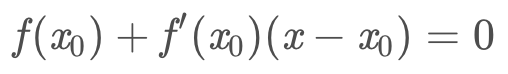 f(x₀) + f′(x₀)(x − x₀) = 0